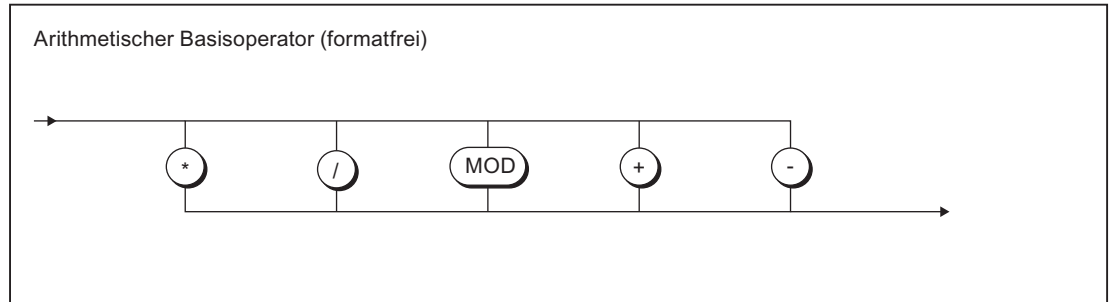 Arithmetischer Basisoperator (formatfrei)
* / MOD + -